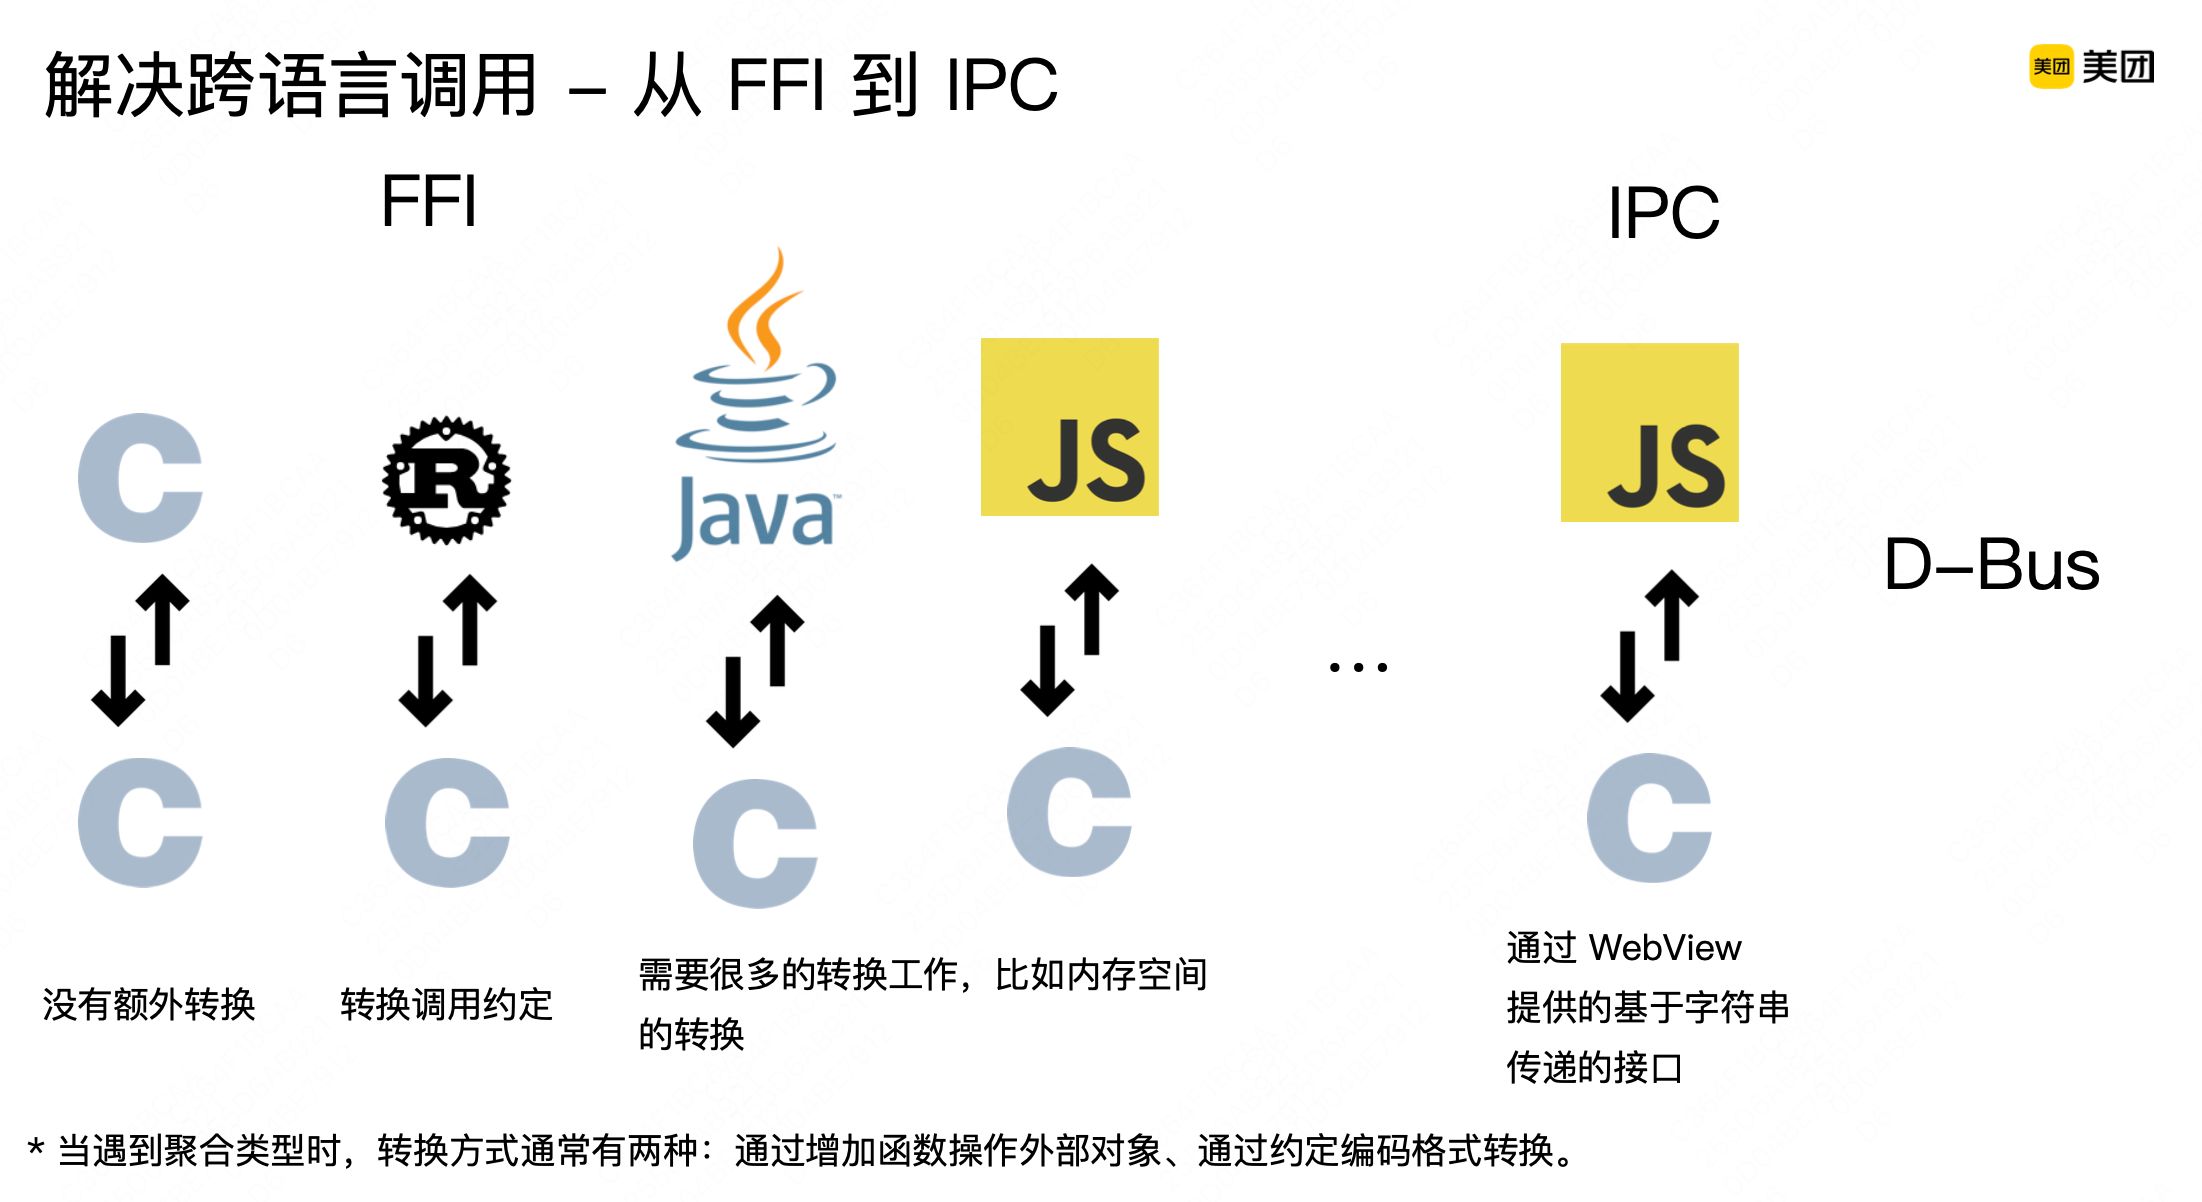 解决跨语言调用 – 从 FFI 到 IPC
美团 美团
FFI
IPC
Java™
JS
JS
C
R
D–Bus
C
C
C
C
C
...
没有额外转换
转换调用约定
需要很多的转换工作，比如内存空间
的转换
通过 WebView
提供的基于字符串
传递的接口
* 当遇到聚合类型时，转换方式通常有两种：通过增加函数操作外部对象、通过约定编码格式转换。